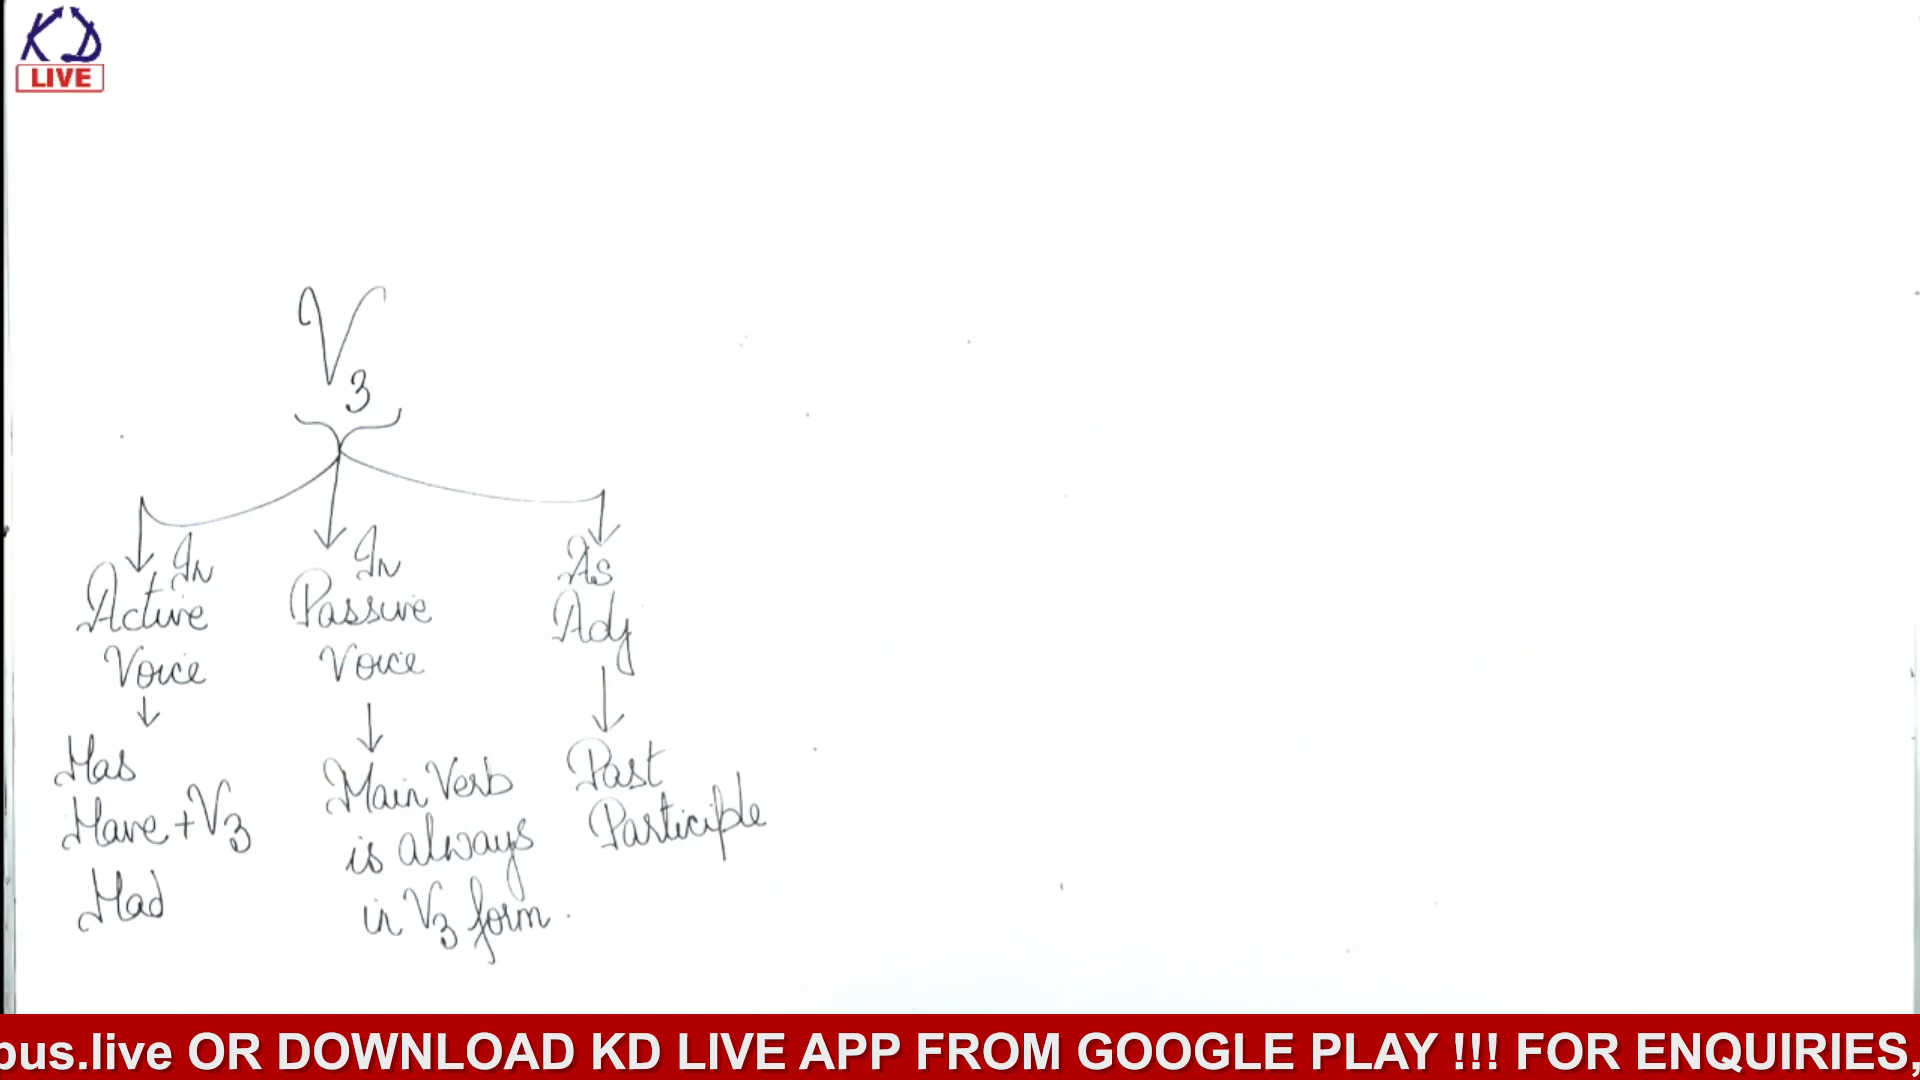 KD
LIVE
V3
In
Active
Voice
Has
Have + V3
Had
In
Passive
Voice
Main Verb
is always
in V3 form.
As
Adj
Past
Participle
pus.live OR DOWNLOAD KD LIVE APP FROM GOOGLE PLAY !!! FOR ENQUIRIES,